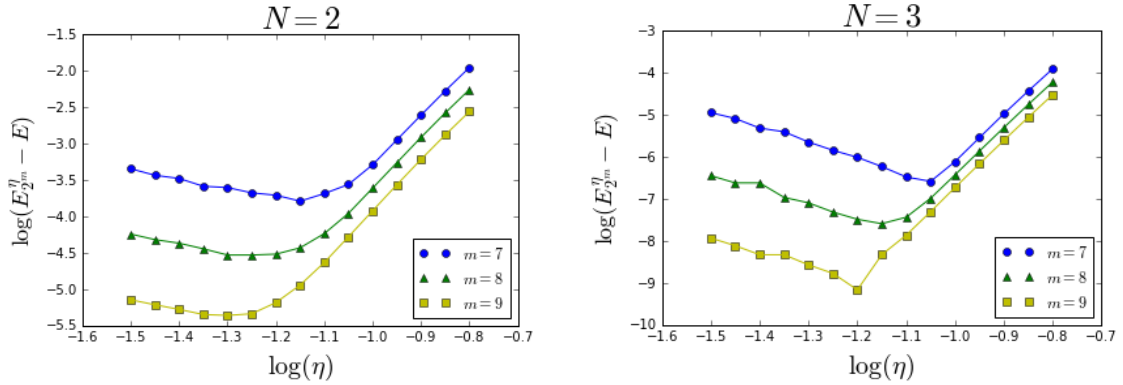 N = 2
−1.5
−2.0
−2.5
−3.0
−3.5
−4.0
−4.5
−5.0
−5.5
log(E_{2^m}^η − E)
−1.6 −1.5 −1.4 −1.3 −1.2 −1.1 −1.0 −0.9 −0.8 −0.7
log(η)
m = 7
m = 8
m = 9
N = 3
−3
−4
−5
−6
−7
−8
−9
−10
log(E_{2^m}^η − E)
−1.6 −1.5 −1.4 −1.3 −1.2 −1.1 −1.0 −0.9 −0.8 −0.7
log(η)
m = 7
m = 8
m = 9